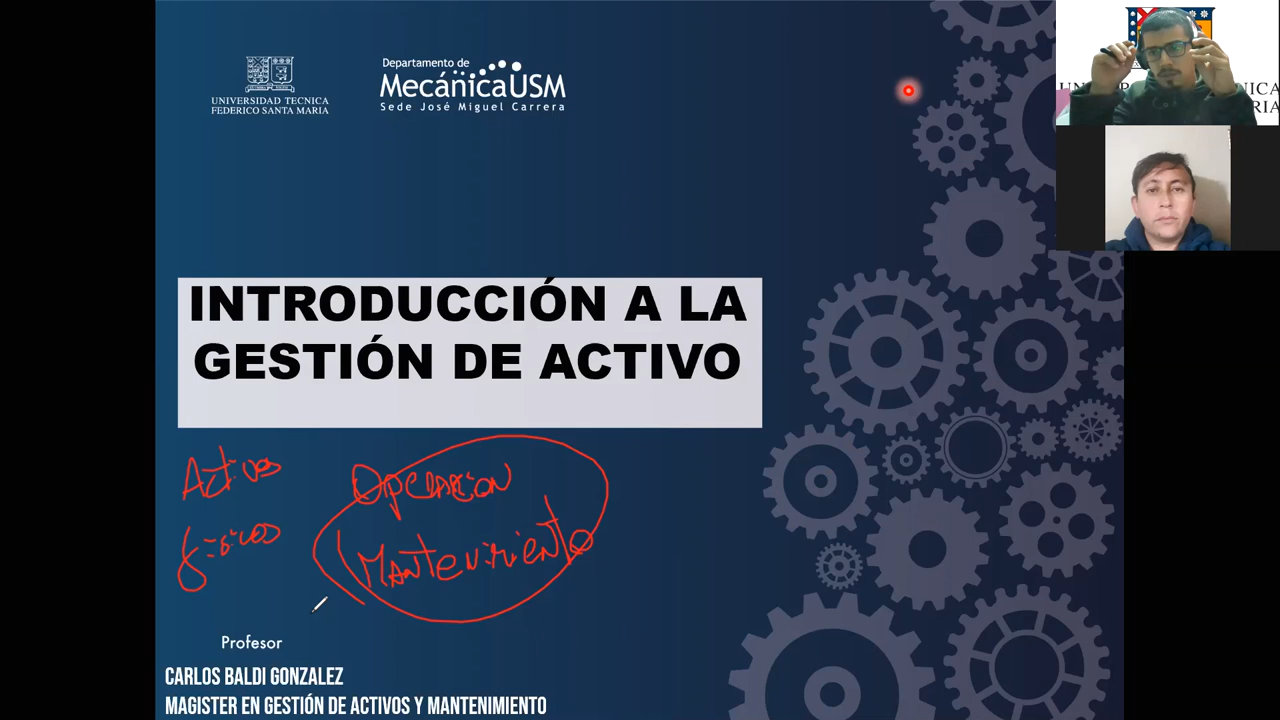 UNIVERSIDAD TECNICA
FEDERICO SANTA MARIA
Departamento de
MecánicaUSM
Sede José Miguel Carrera
INTRODUCCIÓN A LA
GESTIÓN DE ACTIVO
Activos
físicos
Operación
Mantenimiento
Profesor
CARLOS BALDI GONZALEZ
MAGISTER EN GESTIÓN DE ACTIVOS Y MANTENIMIENTO